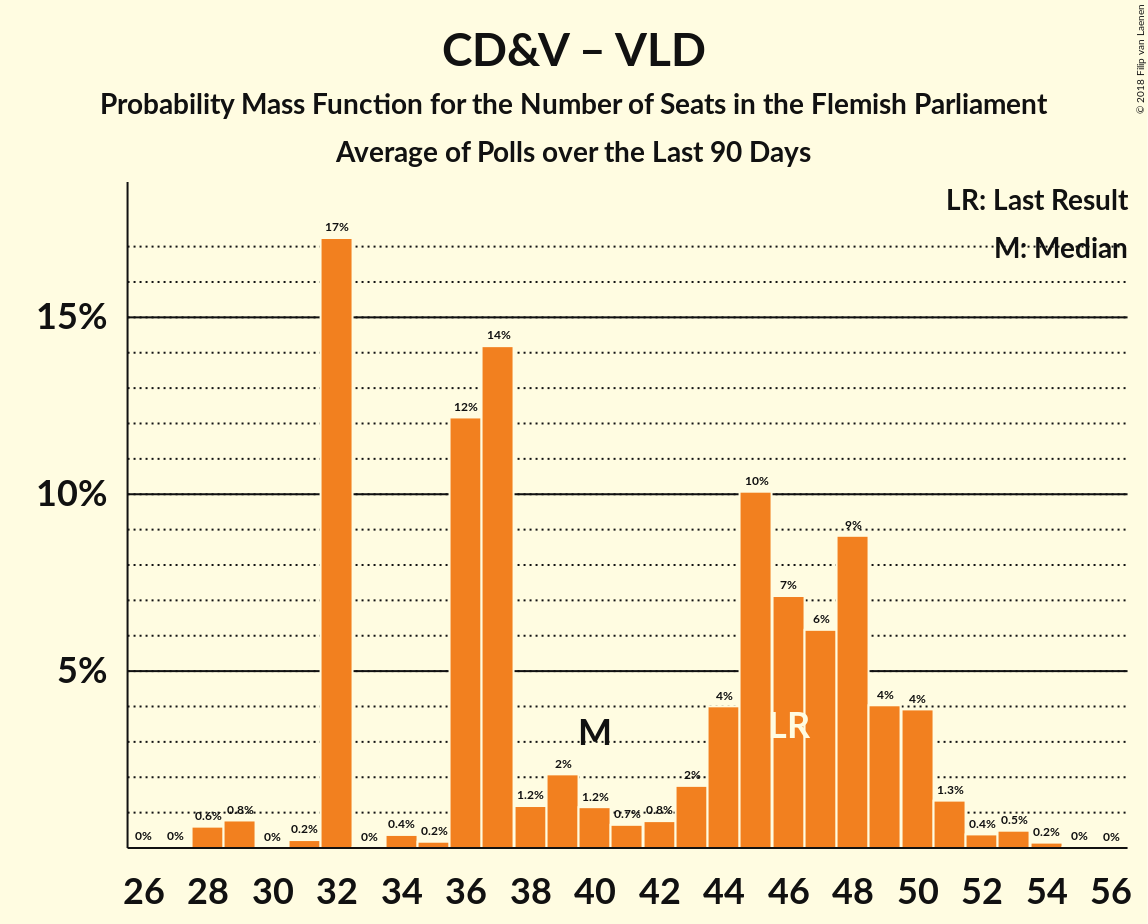 CD&V – VLD
Probability Mass Function for the Number of Seats in the Flemish Parliament
Average of Polls over the Last 90 Days
© 2018 Filip van Laenen
LR: Last Result
M: Median
15%
10%
5%
0% 0% 0.6% 0.8% 0% 0.2% 17% 0% 0.4% 0.2% 12% 14% 1.2% 2% 1.2% 0.7% 0.8% 2% 4% 10% 7% 6% 9% 4% 4% 1.3% 0.4% 0.5% 0.2% 0% 0%
M
LR
26 28 30 32 34 36 38 40 42 44 46 48 50 52 54 56